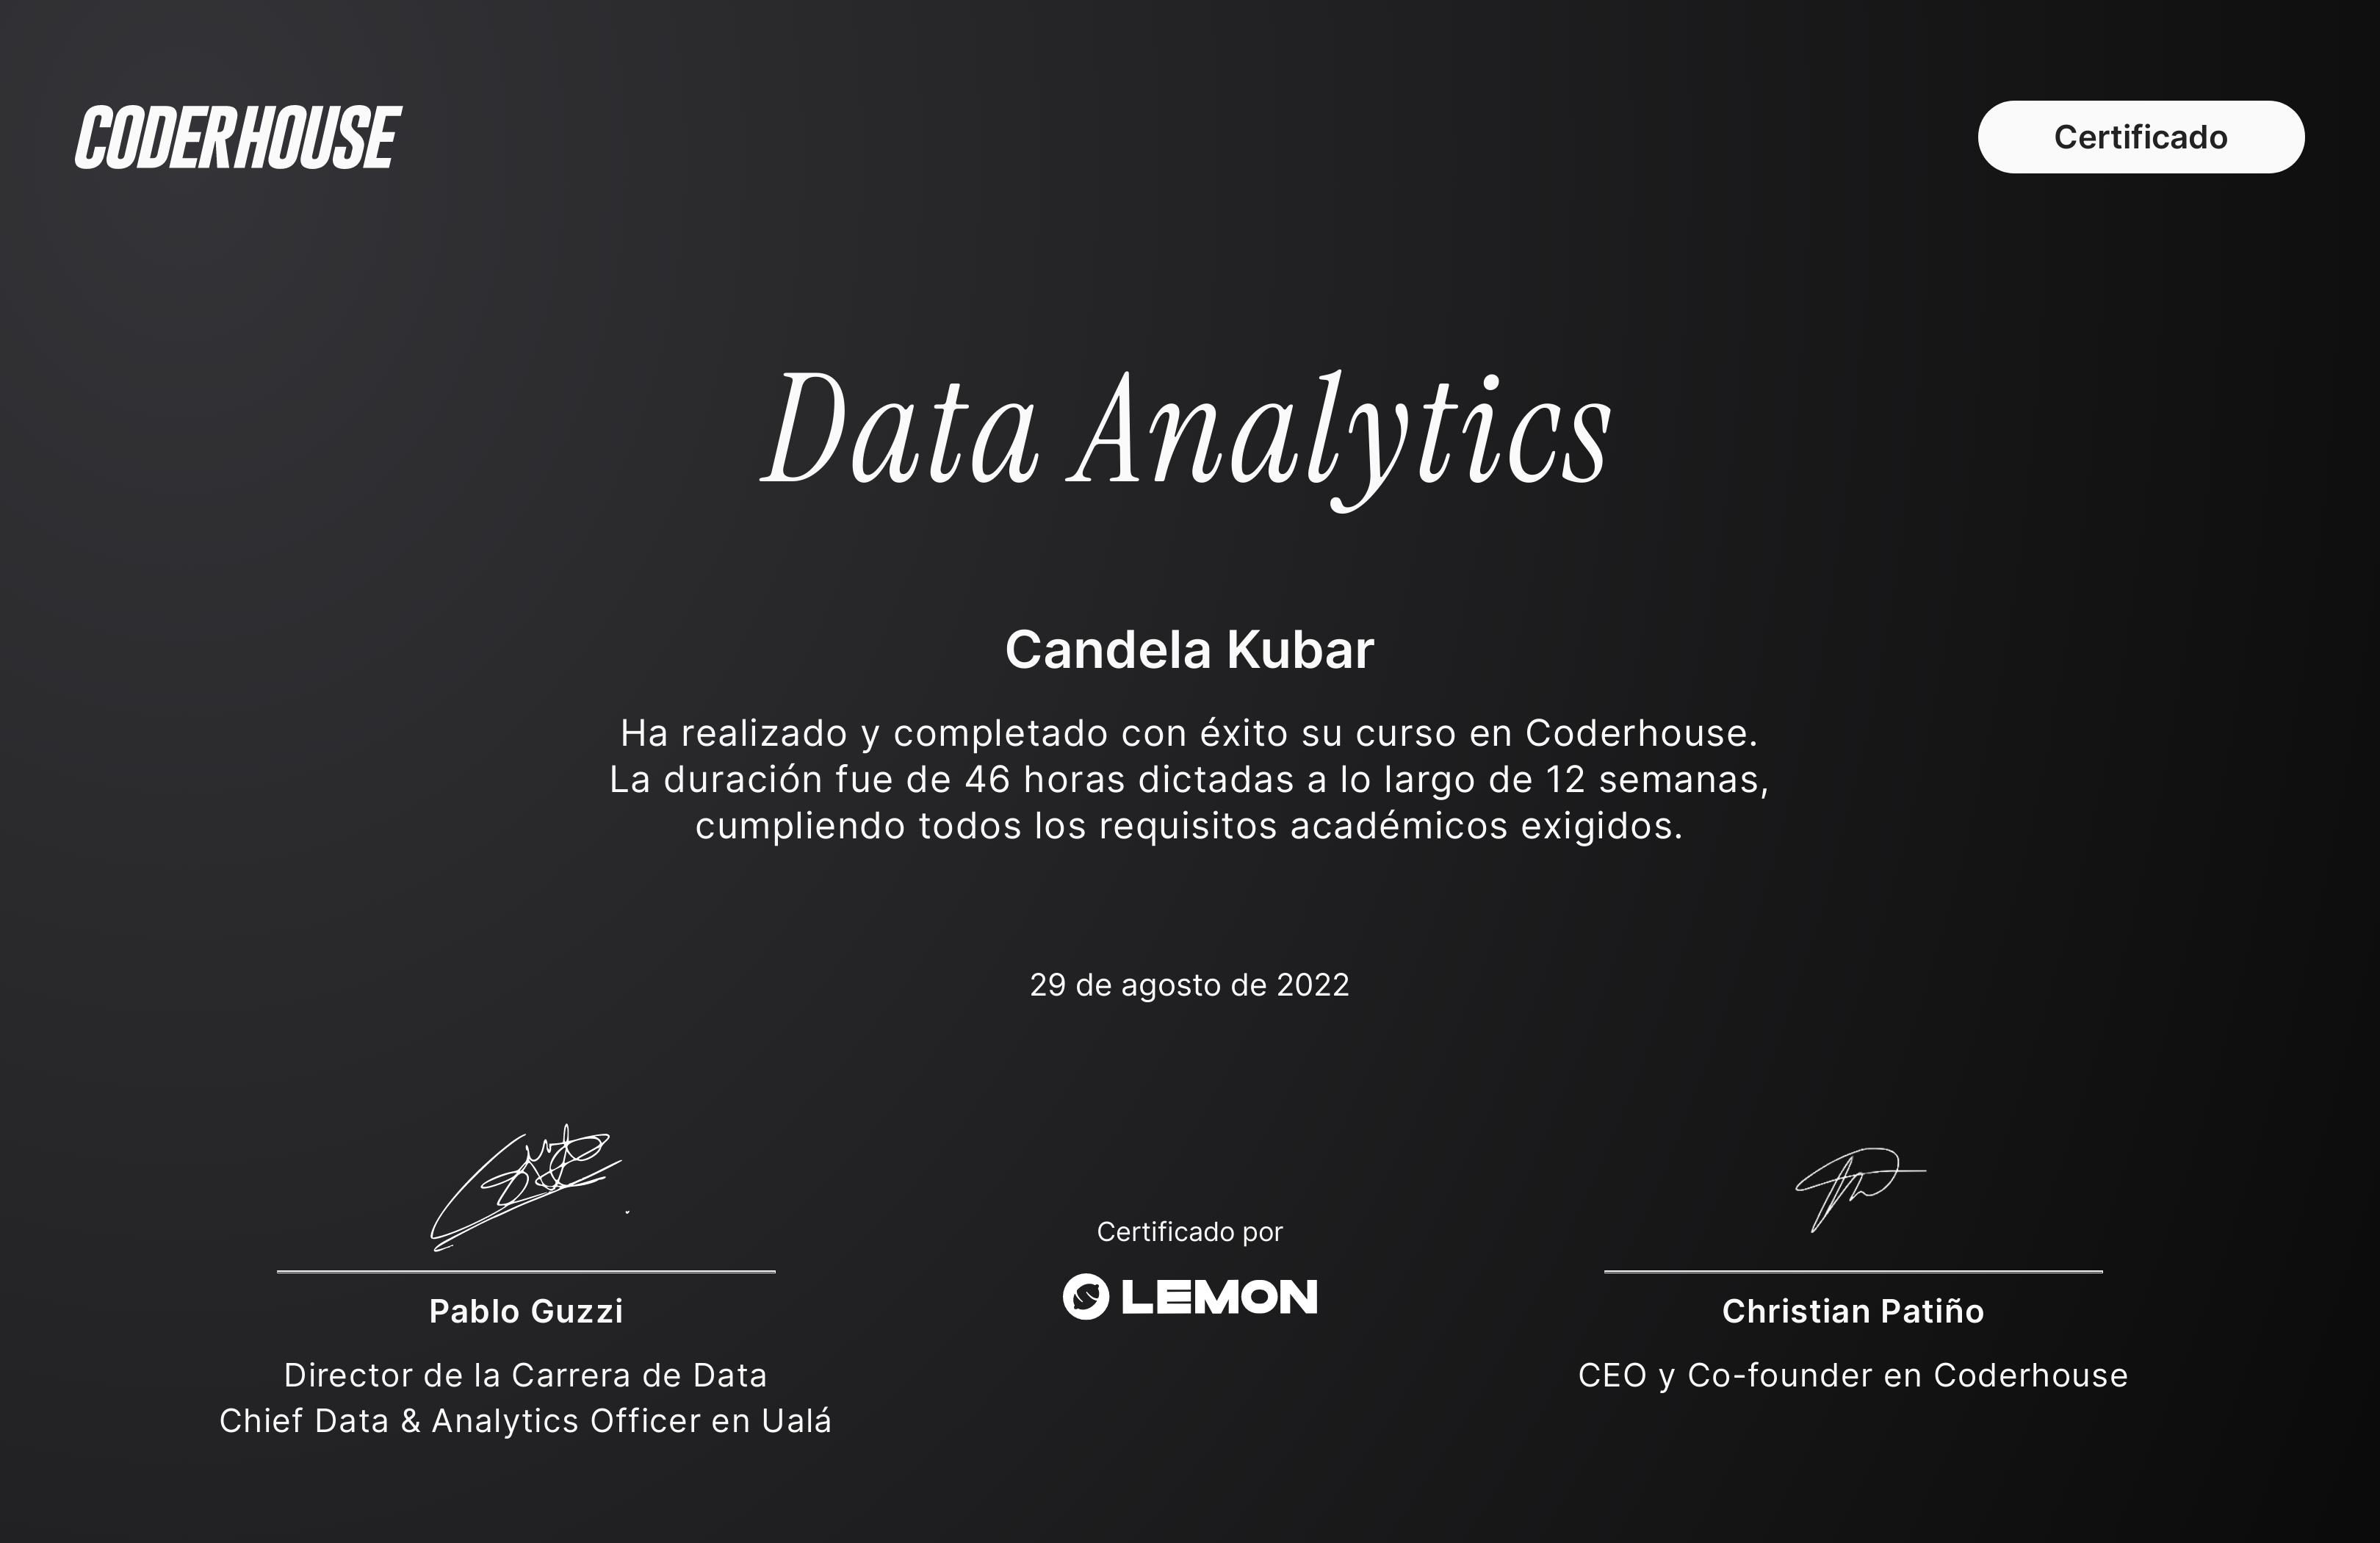 CODERHOUSE
Certificado
Data Analytics
Candela Kubar
Ha realizado y completado con éxito su curso en Coderhouse.
La duración fue de 46 horas dictadas a lo largo de 12 semanas,
cumpliendo todos los requisitos académicos exigidos.
29 de agosto de 2022
Pablo Guzzi
Director de la Carrera de Data
Chief Data & Analytics Officer en Ualá
Certificado por
LEMON
Christian Patiño
CEO y Co-founder en Coderhouse